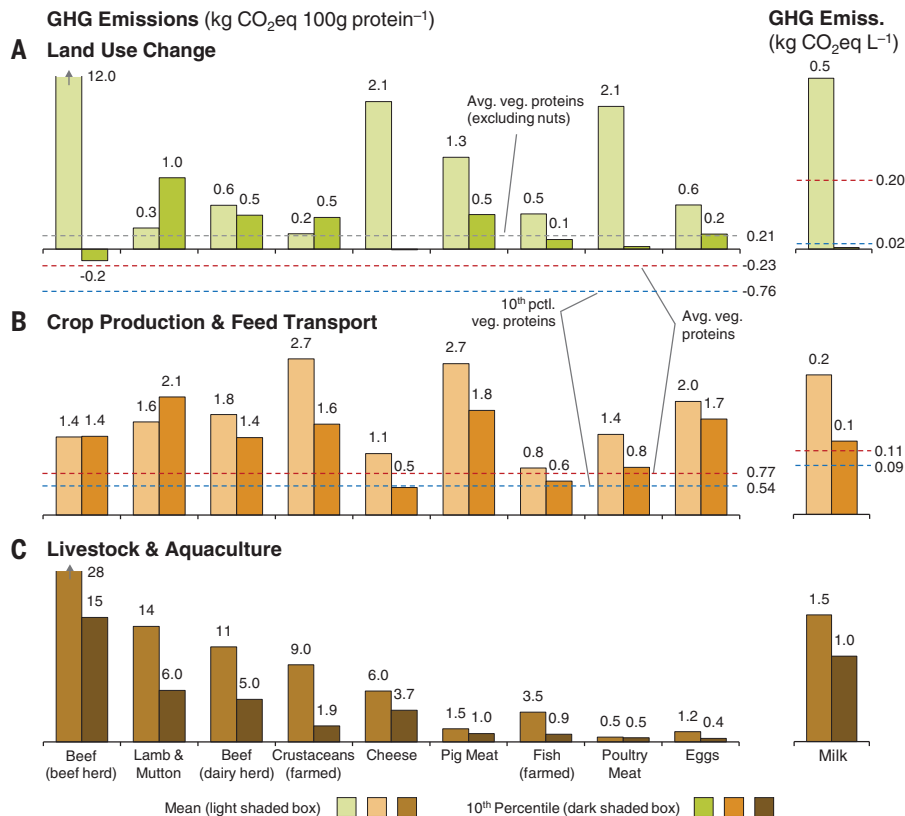 GHG Emissions (kg CO₂eq 100g protein⁻¹)
GHG Emiss.
(kg CO₂eq L⁻¹)
A Land Use Change
12.0
-0.2
0.3
1.0
0.6
0.5
0.2
0.5
2.1
1.3
0.5
0.5
0.1
2.1
0.6
0.2
0.5
Avg. veg. proteins
(excluding nuts)
0.21
-0.23
-0.76
0.20
0.02
10ᵗʰ pctl.
veg. proteins
Avg. veg.
proteins
B Crop Production & Feed Transport
1.4
1.4
1.6
2.1
1.8
1.4
2.7
1.6
1.1
0.5
2.7
1.8
0.8
0.6
1.4
0.8
2.0
1.7
0.77
0.54
0.2
0.1
0.11
0.09
C Livestock & Aquaculture
28
15
14
6.0
11
5.0
9.0
1.9
6.0
3.7
1.5
1.0
3.5
0.9
0.5
0.5
1.2
0.4
1.5
1.0
Beef
(beef herd)
Lamb &
Mutton
Beef
(dairy herd)
Crustaceans
(farmed)
Cheese
Pig Meat
Fish
(farmed)
Poultry
Meat
Eggs
Milk
Mean (light shaded box)
10ᵗʰ Percentile (dark shaded box)